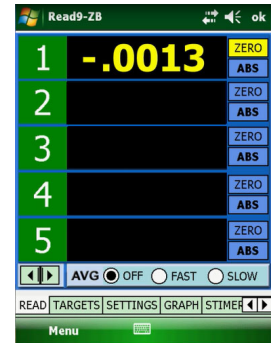 Read9-ZB ok
1 -.0013 ZERO
ABS
2 ZERO
ABS
3 ZERO
ABS
4 ZERO
ABS
5 ZERO
ABS
AVG OFF FAST SLOW
READ TARGETS SETTINGS GRAPH
Menu